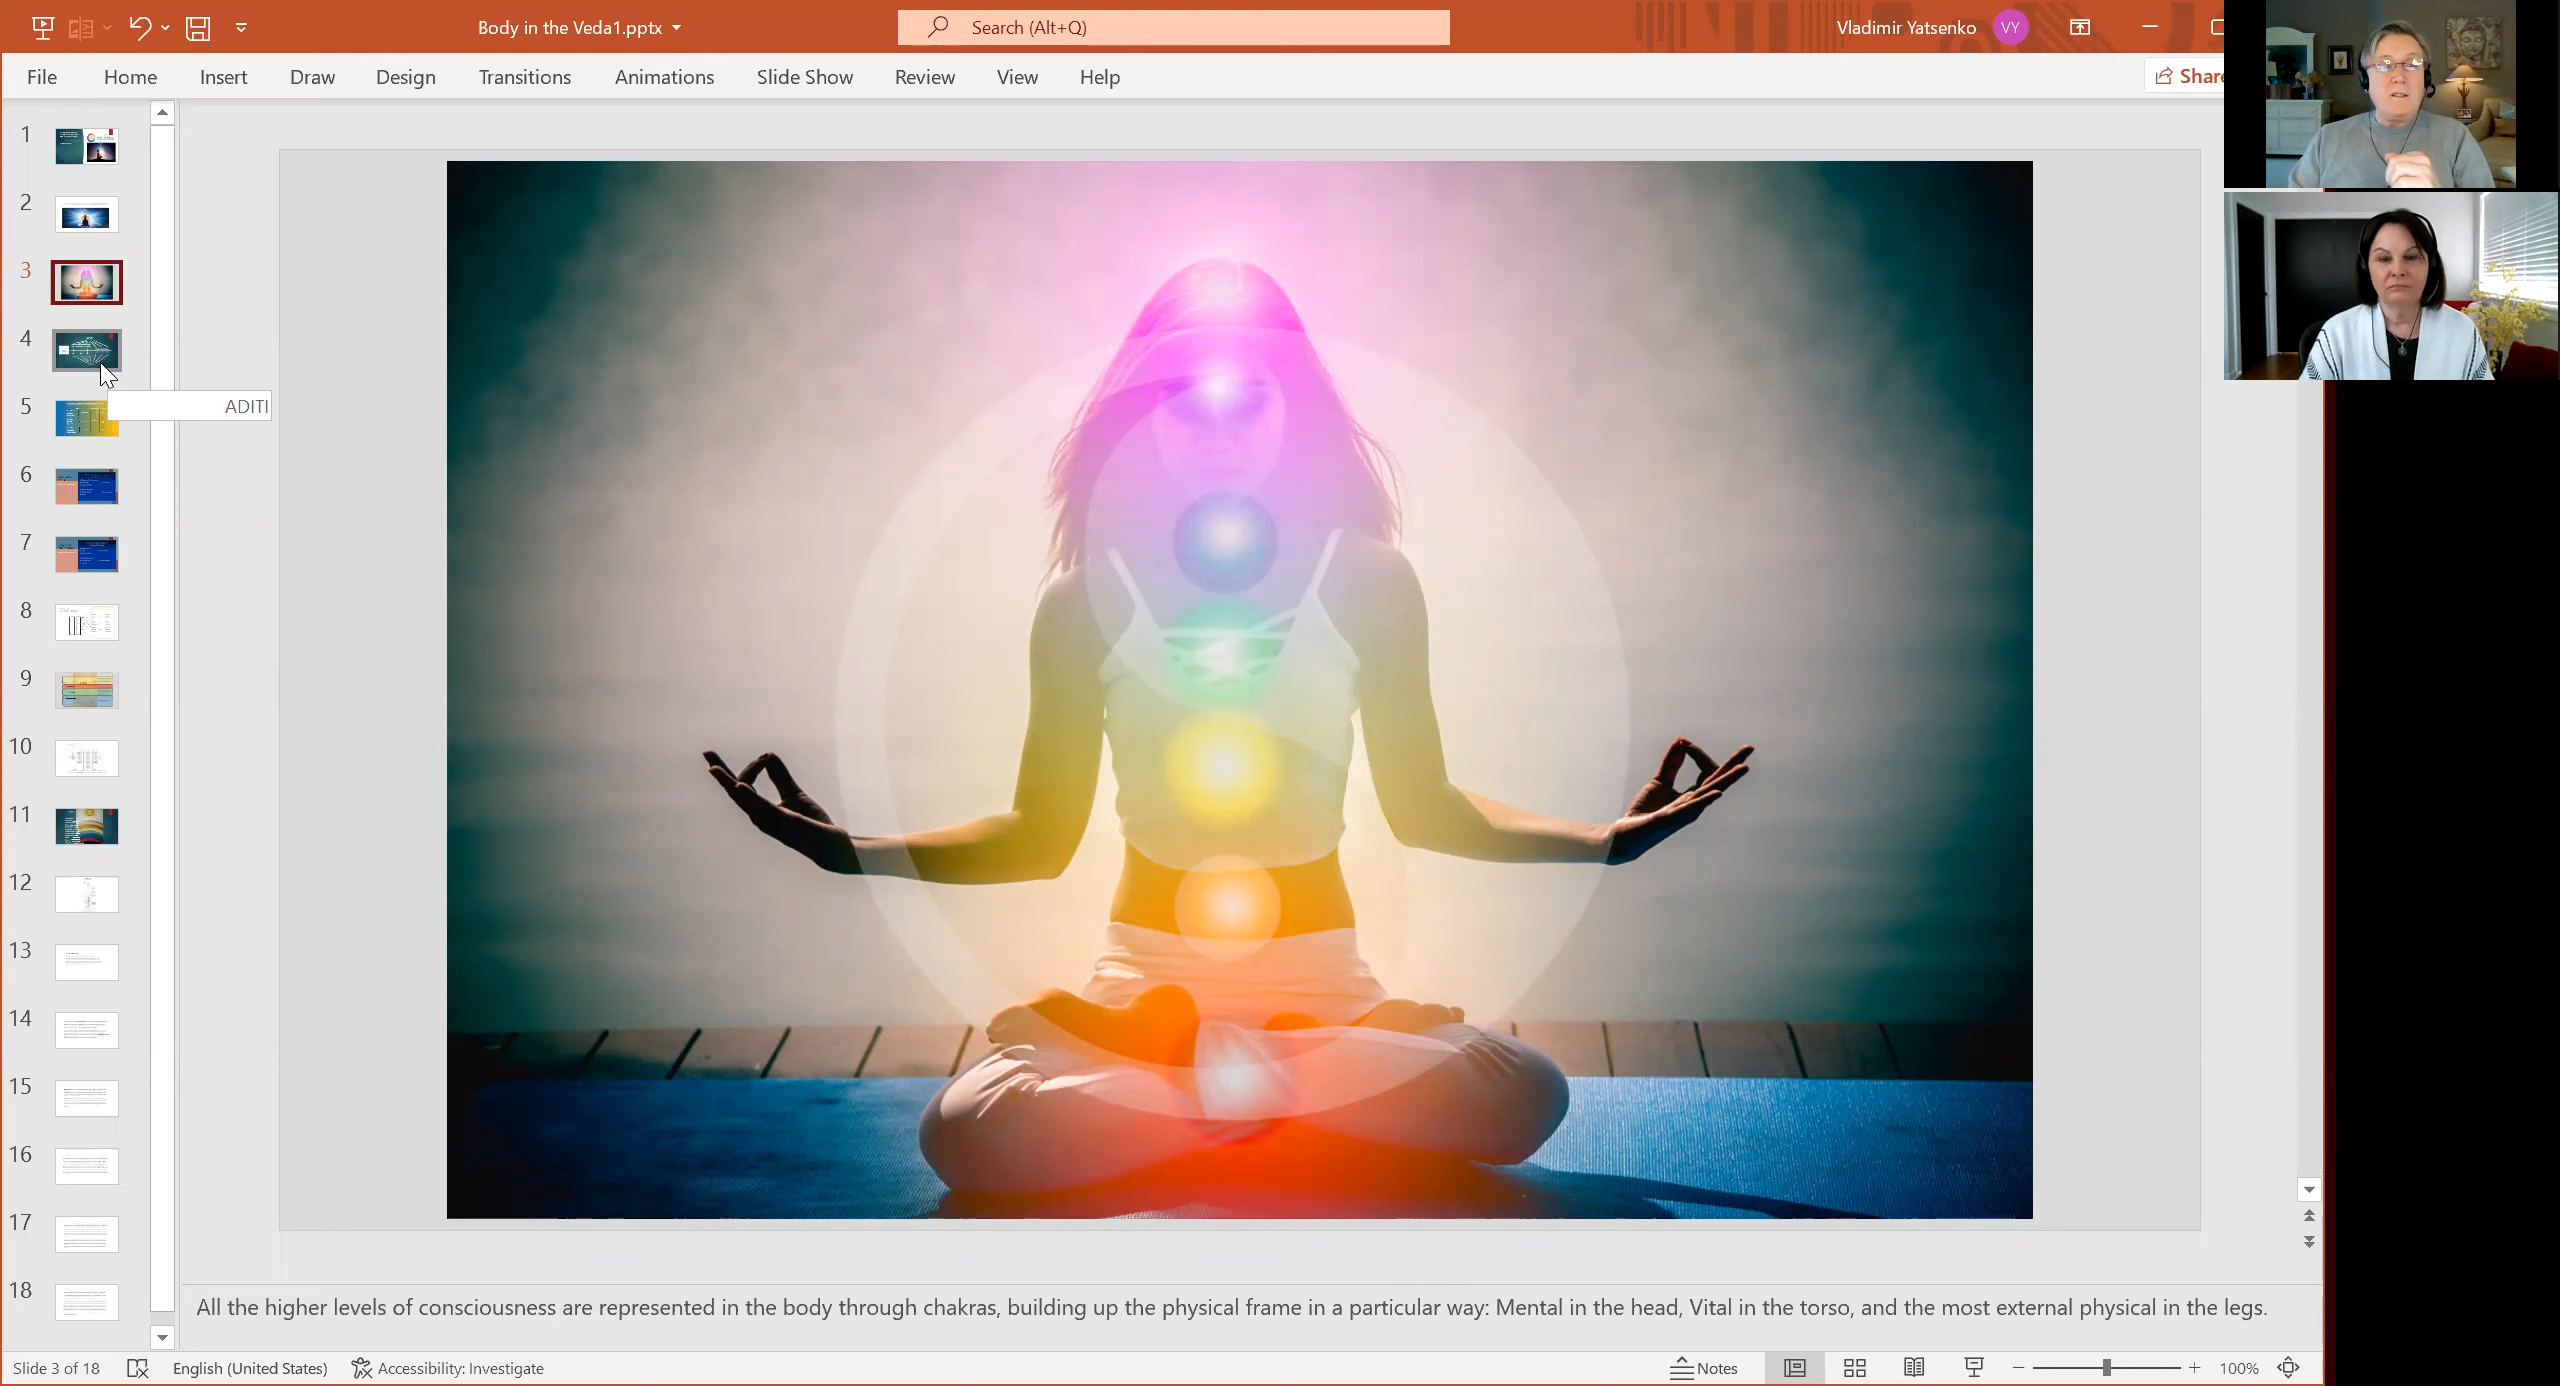 Body in the Veda1.pptx
Search (Alt+Q)
Vladimir Yatsenko
VY
File Home Insert Draw Design Transitions Animations Slide Show Review View Help
Share
1
2
3
4
ADITI
5
6
7
8
9
10
11
12
13
14
15
16
17
18
All the higher levels of consciousness are represented in the body through chakras, building up the physical frame in a particular way: Mental in the head, Vital in the torso, and the most external physical in the legs.
Slide 3 of 18 English (United States) Accessibility: Investigate Notes 100%